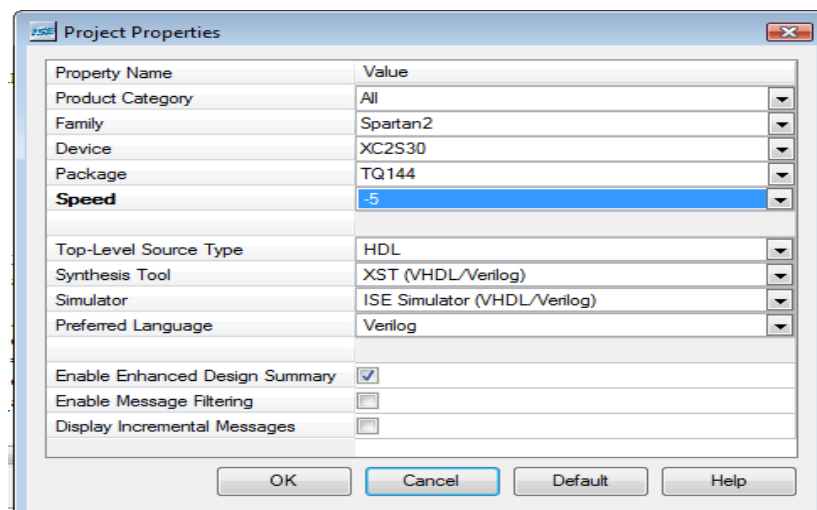 ISE Project Properties
Property Name Value
Product Category All
Family Spartan2
Device XC2S30
Package TQ144
Speed -5
Top-Level Source Type HDL
Synthesis Tool XST (VHDL/Verilog)
Simulator ISE Simulator (VHDL/Verilog)
Preferred Language Verilog
Enable Enhanced Design Summary
Enable Message Filtering
Display Incremental Messages
OK Cancel Default Help